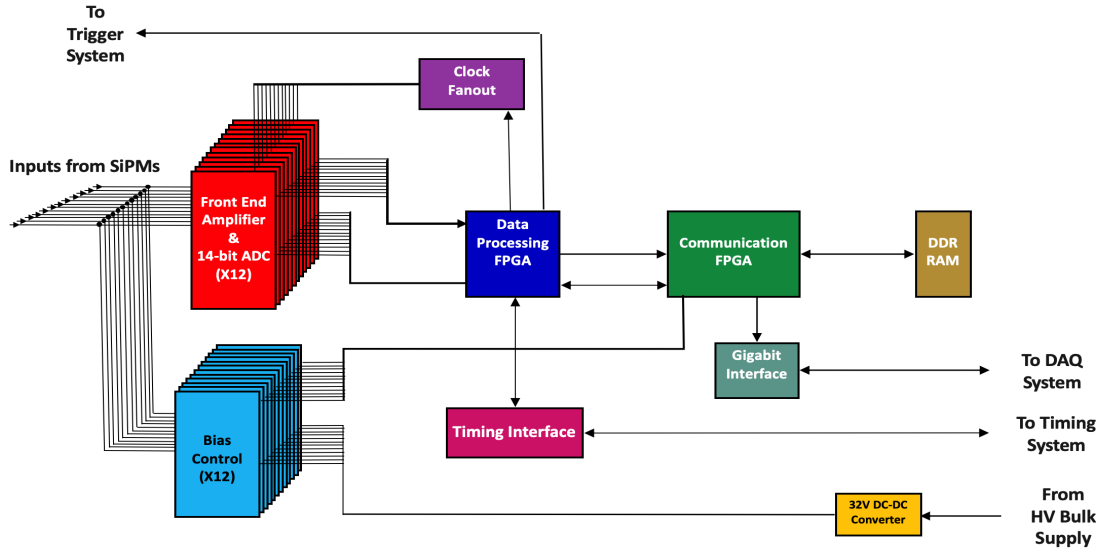 To
Trigger
System
Clock
Fanout
Inputs from SiPMs
Front End
Amplifier
&
14-bit ADC
(X12)
Data
Processing
FPGA
Communication
FPGA
DDR
RAM
Gigabit
Interface
To DAQ
System
Timing Interface
To Timing
System
Bias
Control
(X12)
32V DC-DC
Converter
From
HV Bulk
Supply